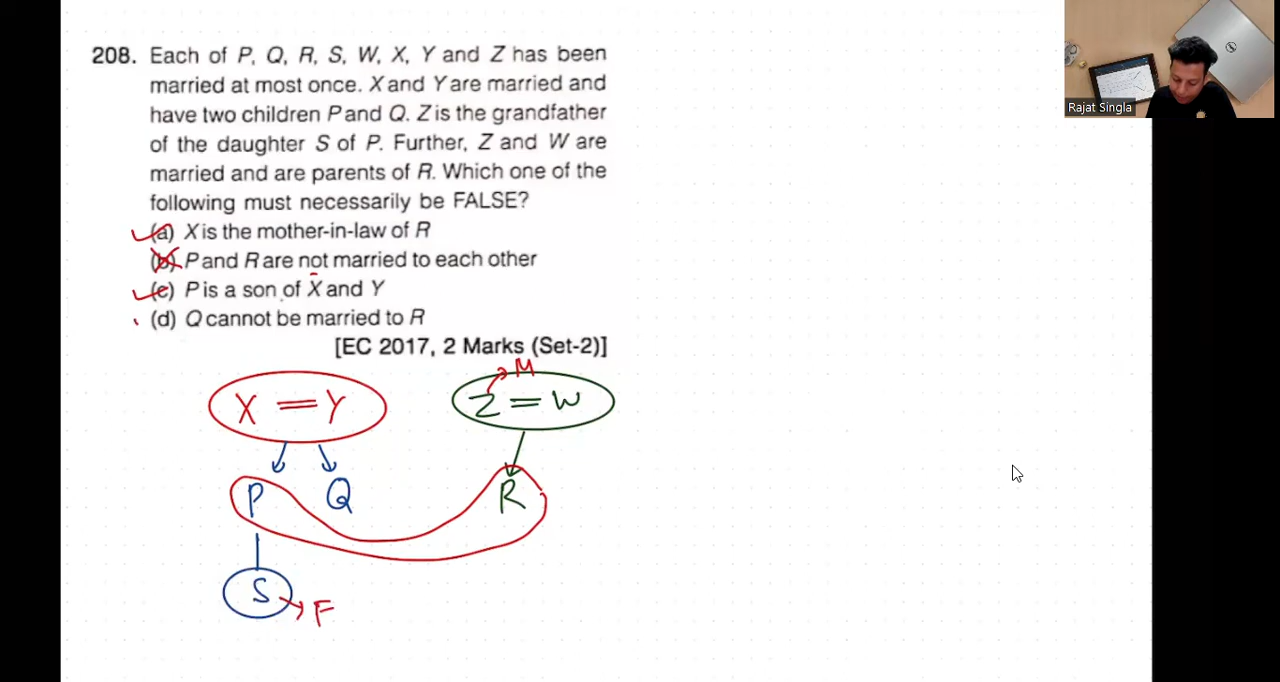 208. Each of P, Q, R, S, W, X, Y and Z has been
married at most once. X and Y are married and
have two children P and Q. Z is the grandfather
of the daughter S of P. Further, Z and W are
married and are parents of R. Which one of the
following must necessarily be FALSE?
(a) X is the mother-in-law of R
(b) P and R are not married to each other
(c) P is a son of X and Y
(d) Q cannot be married to R
[EC 2017, 2 Marks (Set-2)]
M
X = Y
Z = W
P Q
R
S
F
Rajat Singla